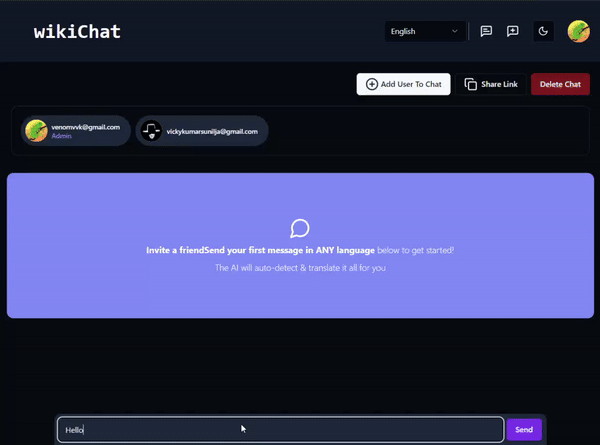 wikiChat
English
Add User To Chat
Share Link
Delete Chat
venomvvk@gmail.com
Admin
vickykumarsunilja@gmail.com
Invite a friendSend your first message in ANY language below to get started!
The AI will auto-detect & translate it all for you
Hello
Send